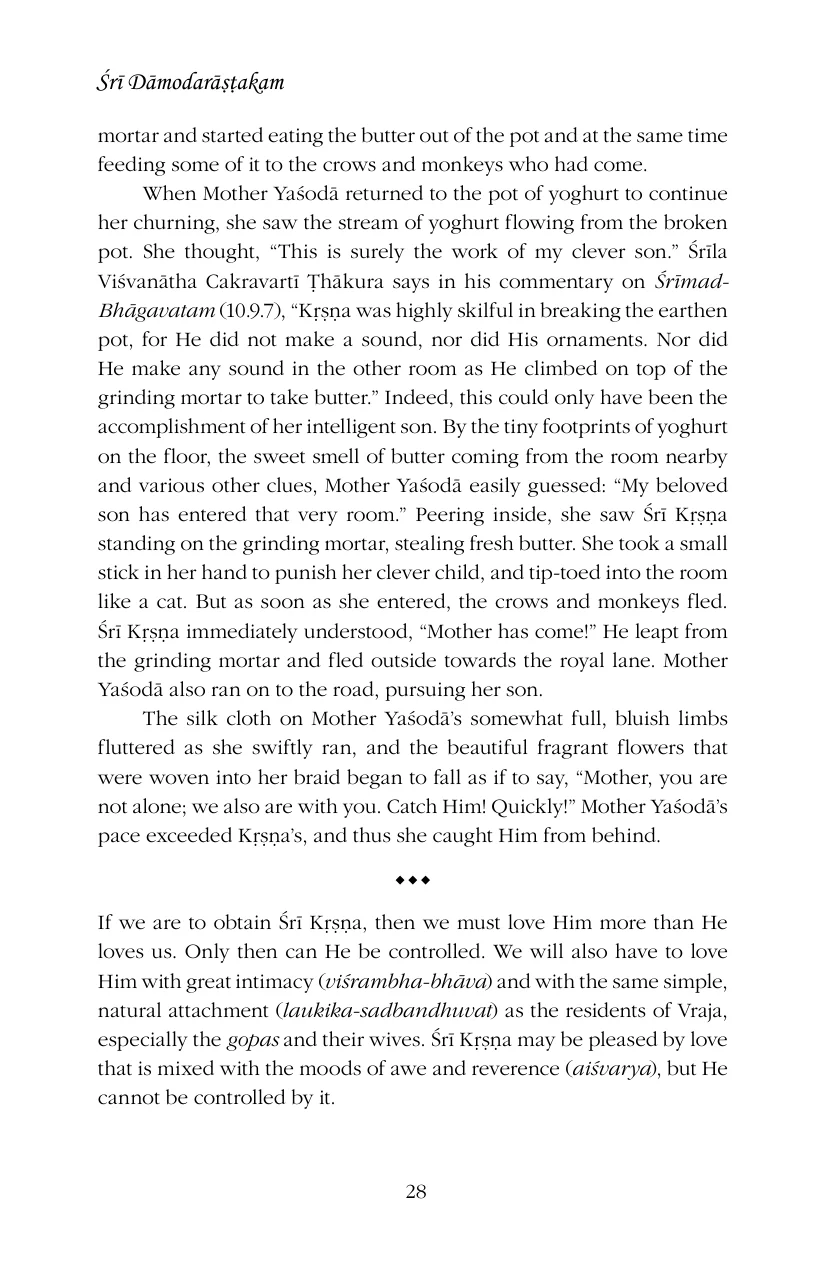 Śrī Dāmodarāṣṭakam
mortar and started eating the butter out of the pot and at the same time
feeding some of it to the crows and monkeys who had come.
When Mother Yaśodā returned to the pot of yoghurt to continue
her churning, she saw the stream of yoghurt flowing from the broken
pot. She thought, “This is surely the work of my clever son.” Śrīla
Viśvanātha Cakravartī Ṭhākura says in his commentary on Śrīmad-
Bhāgavatam (10.9.7), “Kṛṣṇa was highly skilful in breaking the earthen
pot, for He did not make a sound, nor did His ornaments. Nor did
He make any sound in the other room as He climbed on top of the
grinding mortar to take butter.” Indeed, this could only have been the
accomplishment of her intelligent son. By the tiny footprints of yoghurt
on the floor, the sweet smell of butter coming from the room nearby
and various other clues, Mother Yaśodā easily guessed: “My beloved
son has entered that very room.” Peering inside, she saw Śrī Kṛṣṇa
standing on the grinding mortar, stealing fresh butter. She took a small
stick in her hand to punish her clever child, and tip-toed into the room
like a cat. But as soon as she entered, the crows and monkeys fled.
Śrī Kṛṣṇa immediately understood, “Mother has come!” He leapt from
the grinding mortar and fled outside towards the royal lane. Mother
Yaśodā also ran on to the road, pursuing her son.
The silk cloth on Mother Yaśodā’s somewhat full, bluish limbs
fluttered as she swiftly ran, and the beautiful fragrant flowers that
were woven into her braid began to fall as if to say, “Mother, you are
not alone; we also are with you. Catch Him! Quickly!” Mother Yaśodā’s
pace exceeded Kṛṣṇa’s, and thus she caught Him from behind.
If we are to obtain Śrī Kṛṣṇa, then we must love Him more than He
loves us. Only then can He be controlled. We will also have to love
Him with great intimacy (viśrambha-bhāva) and with the same simple,
natural attachment (laukika-sadbandhuvat) as the residents of Vraja,
especially the gopas and their wives. Śrī Kṛṣṇa may be pleased by love
that is mixed with the moods of awe and reverence (aiśvarya), but He
cannot be controlled by it.
28